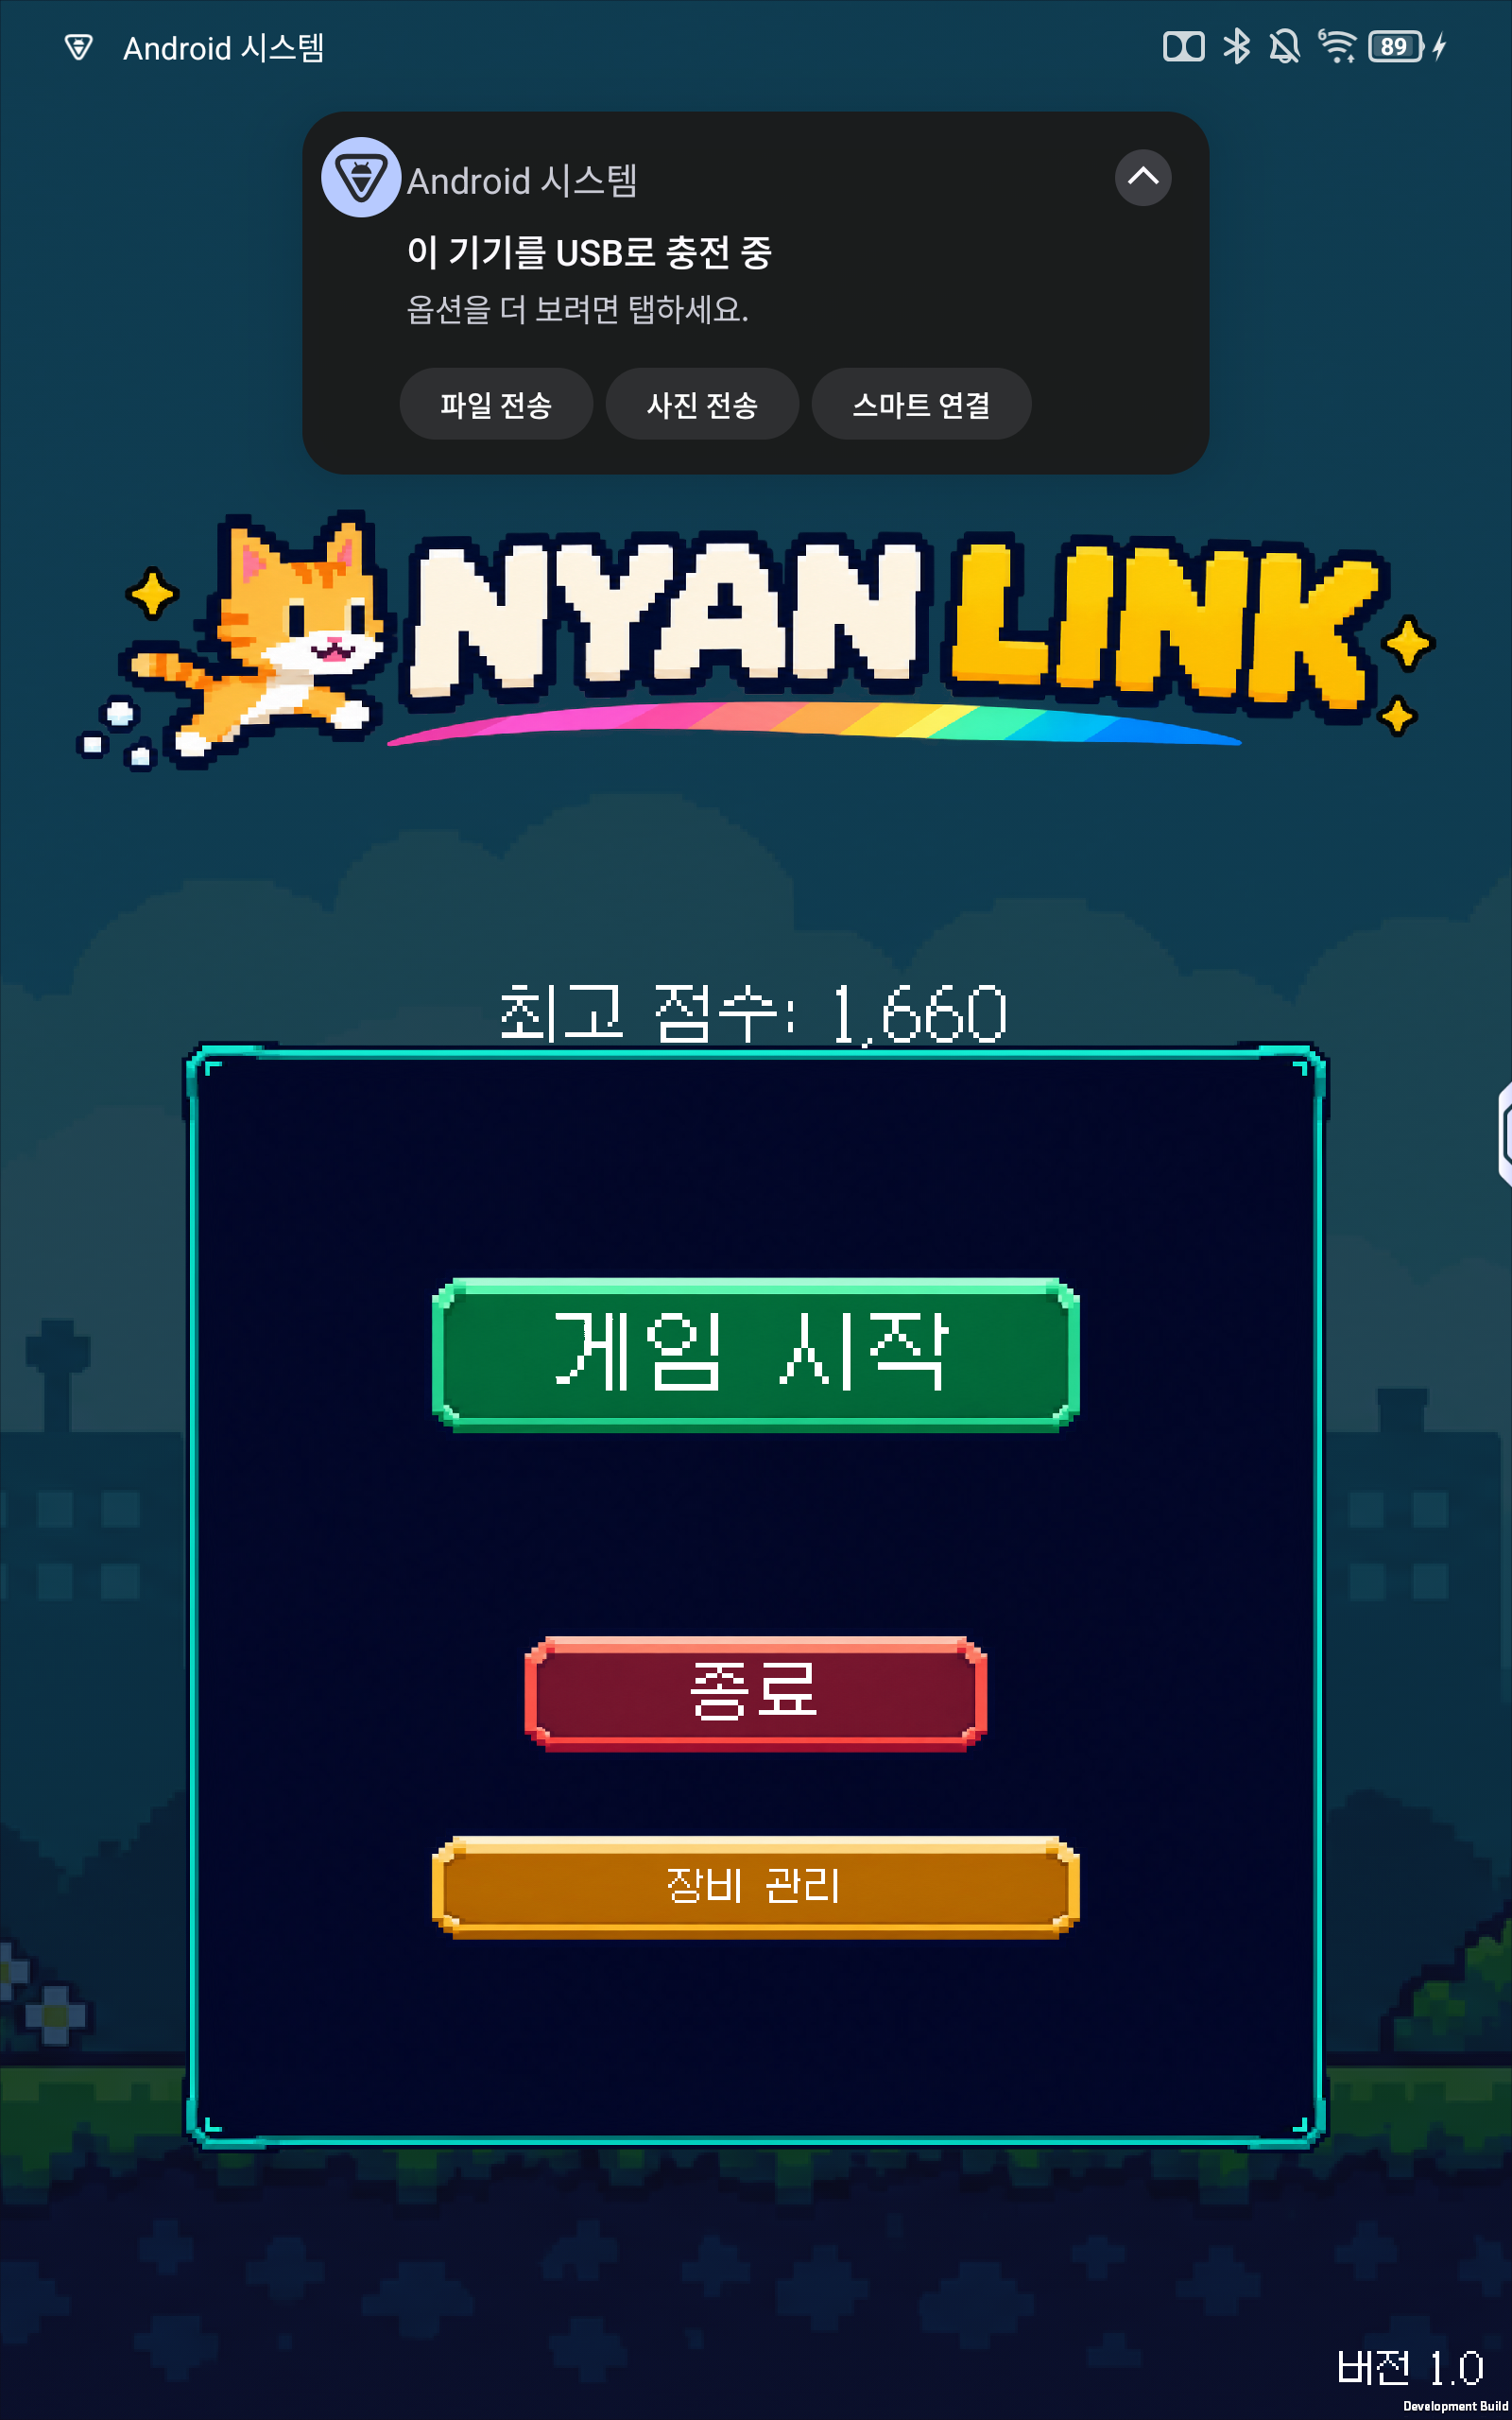 Android 시스템
6
89
Android 시스템
이 기기를 USB로 충전 중
옵션을 더 보려면 탭하세요.
파일 전송 사진 전송 스마트 연결
NYAN LINK
최고 점수: 1,660
게임 시작
종료
장비 관리
버전 1.0
Development Build